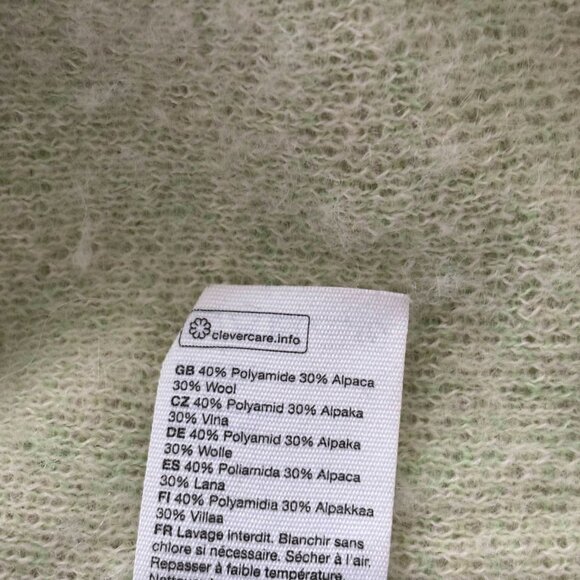 clevercare.info
GB 40% Polyamide 30% Alpaca
30% Wool
CZ 40% Polyamid 30% Alpaka
30% Vlna
DE 40% Polyamid 30% Alpaka
30% Wolle
ES 40% Poliamida 30% Alpaca
30% Lana
FI 40% Polyamidia 30% Alpakkaa
30% Villaa
FR Lavage interdit. Blanchir sans
chlore si nécessaire. Sécher à l'air.
Repasser à faible température.